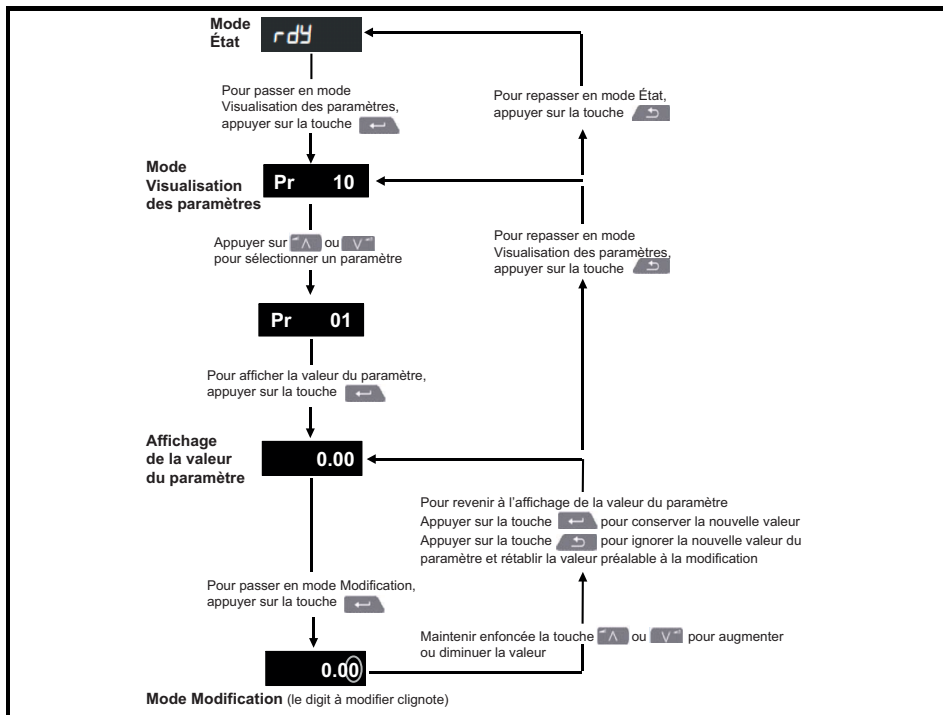 Mode
État
rdy
Pour passer en mode
Visualisation des paramètres,
appuyer sur la touche
Pour repasser en mode État,
appuyer sur la touche
Mode
Visualisation
des paramètres
Pr 10
Appuyer sur ou
pour sélectionner un paramètre
Pour repasser en mode
Visualisation des paramètres,
appuyer sur la touche
Pr 01
Pour afficher la valeur du paramètre,
appuyer sur la touche
Affichage
de la valeur
du paramètre
0.00
Pour revenir à l’affichage de la valeur du paramètre
Appuyer sur la touche pour conserver la nouvelle valeur
Appuyer sur la touche pour ignorer la nouvelle valeur du
paramètre et rétablir la valeur préalable à la modification
Pour passer en mode Modification,
appuyer sur la touche
Maintenir enfoncée la touche ou pour augmenter
ou diminuer la valeur
0.00
Mode Modification (le digit à modifier clignote)